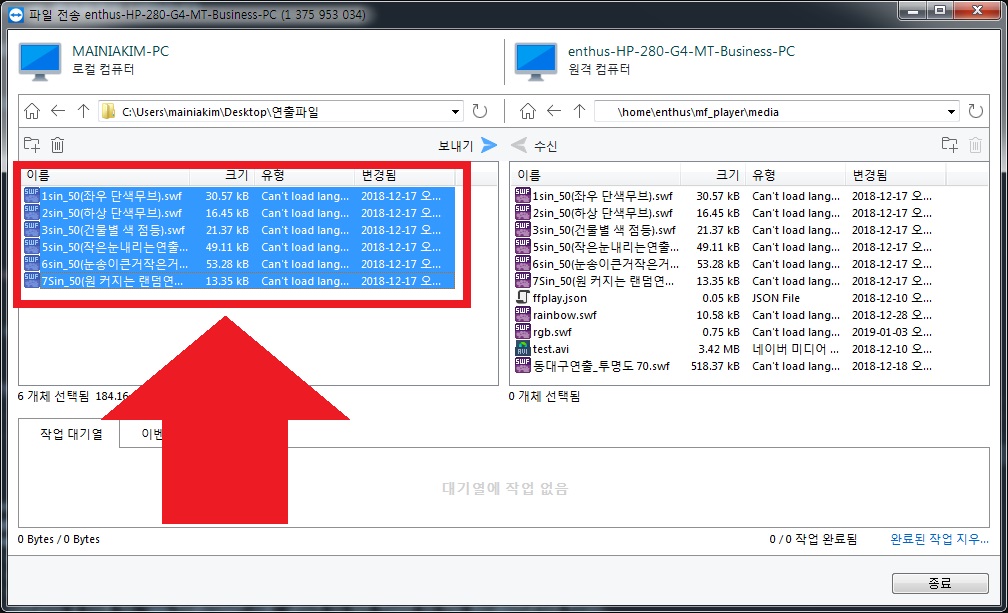 파일 전송 enthus-HP-280-G4-MT-Business-PC (1 375 953 034)
MAINIAKIM-PC
로컬 컴퓨터
enthus-HP-280-G4-MT-Business-PC
원격 컴퓨터
C:\Users\mainiakim\Desktop\연출파일
\home\enthus\mf_player\media
보내기
수신
이름 크기 유형 변경됨
1sin_50(좌우 단색무브).swf 30.57 kB Can't load lang... 2018-12-17 오...
2sin_50(하상 단색무브).swf 16.45 kB Can't load lang... 2018-12-17 오...
3sin_50(건물별 색 점등).swf 21.37 kB Can't load lang... 2018-12-17 오...
5sin_50(작은눈내리는연출... 49.11 kB Can't load lang... 2018-12-17 오...
6sin_50(눈송이큰거작은거... 53.28 kB Can't load lang... 2018-12-17 오...
7Sin_50(원 커지는 랜덤연... 13.35 kB Can't load lang... 2018-12-17 오...
6 개체 선택됨 184.16
이름 크기 유형 변경됨
1sin_50(좌우 단색무브).swf 30.57 kB Can't load lang... 2018-12-17 오...
2sin_50(하상 단색무브).swf 16.45 kB Can't load lang... 2018-12-17 오...
3sin_50(건물별 색 점등).swf 21.37 kB Can't load lang... 2018-12-17 오...
5sin_50(작은눈내리는연출... 49.11 kB Can't load lang... 2018-12-17 오...
6sin_50(눈송이큰거작은거... 53.28 kB Can't load lang... 2018-12-17 오...
7Sin_50(원 커지는 랜덤연... 13.35 kB Can't load lang... 2018-12-17 오...
ffplay.json 0.05 kB JSON File 2018-12-10 오...
rainbow.swf 10.58 kB Can't load lang... 2018-12-28 오...
rgb.swf 0.75 kB Can't load lang... 2019-01-03 오...
test.avi 3.42 MB 네이버 미디어 ... 2018-12-10 오...
동대구연출_투명도 70.swf 518.37 kB Can't load lang... 2018-12-18 오...
0 개체 선택됨
작업 대기열
이벤
대기열에 작업 없음
0 Bytes / 0 Bytes
0 / 0 작업 완료됨
완료된 작업 지우...
종료